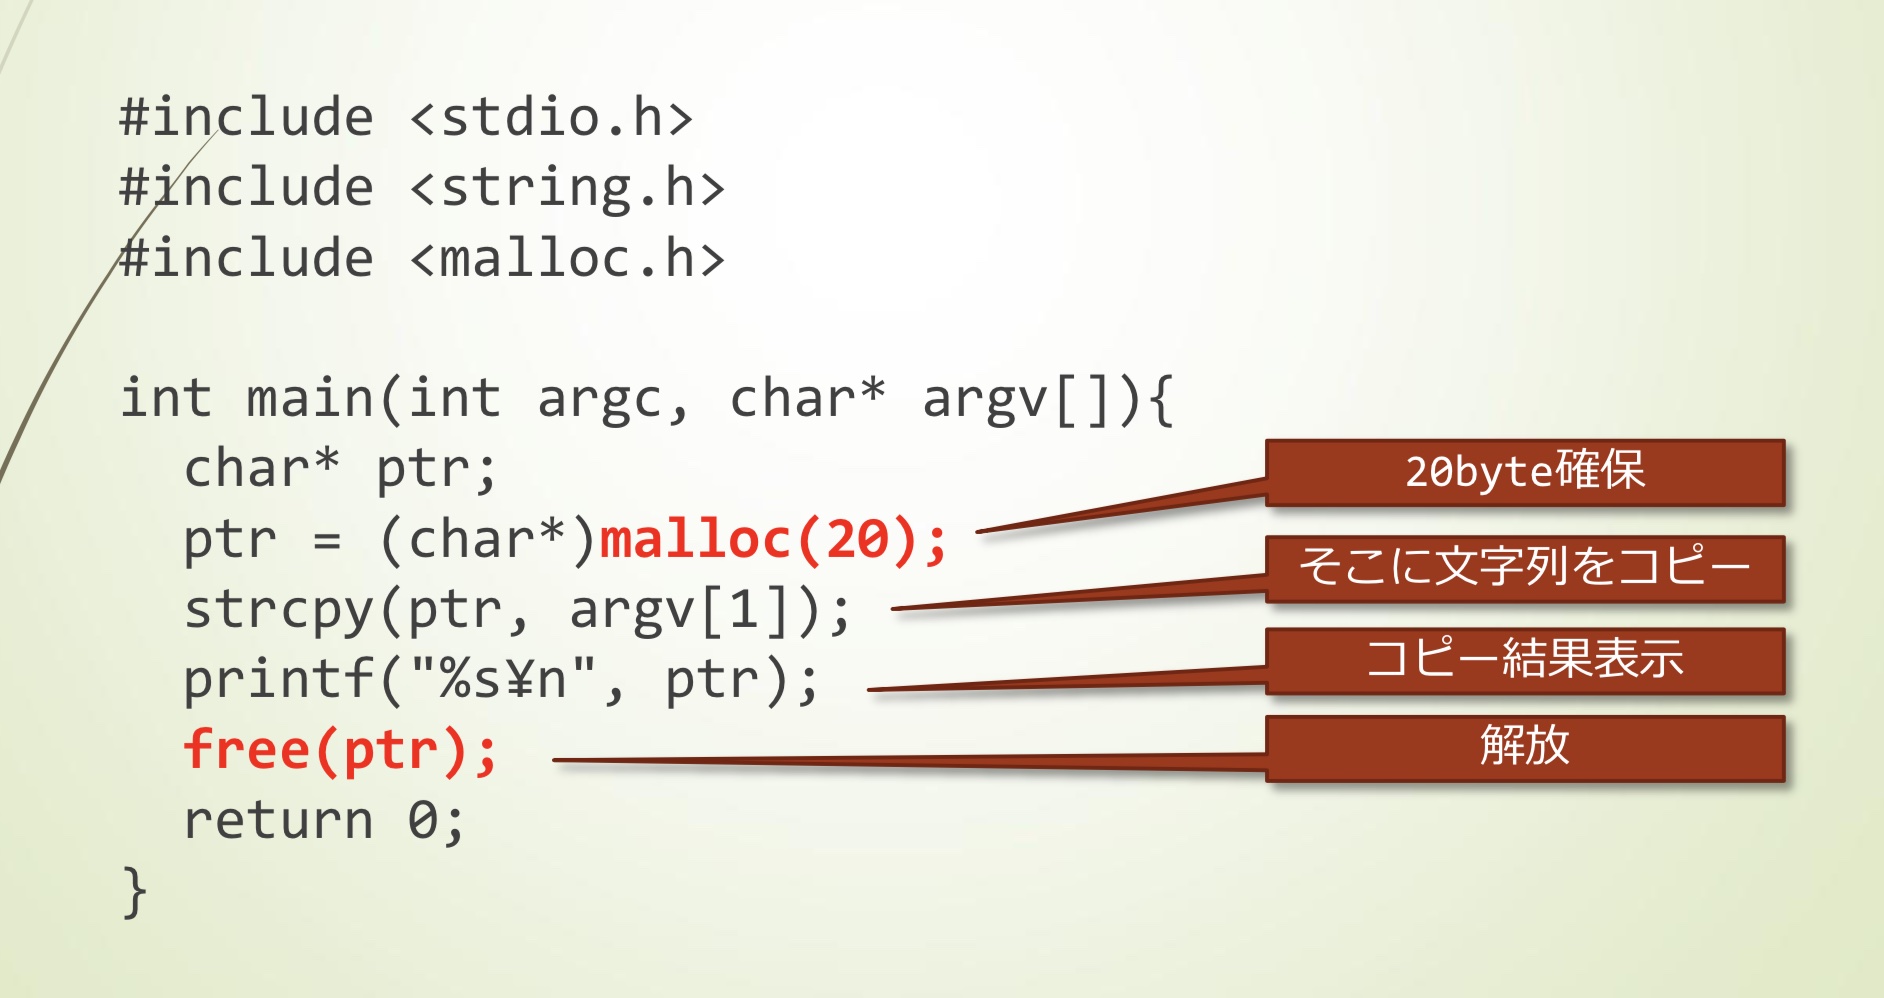 #include <stdio.h>
#include <string.h>
#include <malloc.h>
int main(int argc, char* argv[]){
char* ptr;
ptr = (char*)malloc(20);
20byte確保
strcpy(ptr, argv[1]);
そこに文字列をコピー
printf("%s¥n", ptr);
コピー結果表示
free(ptr);
解放
return 0;
}